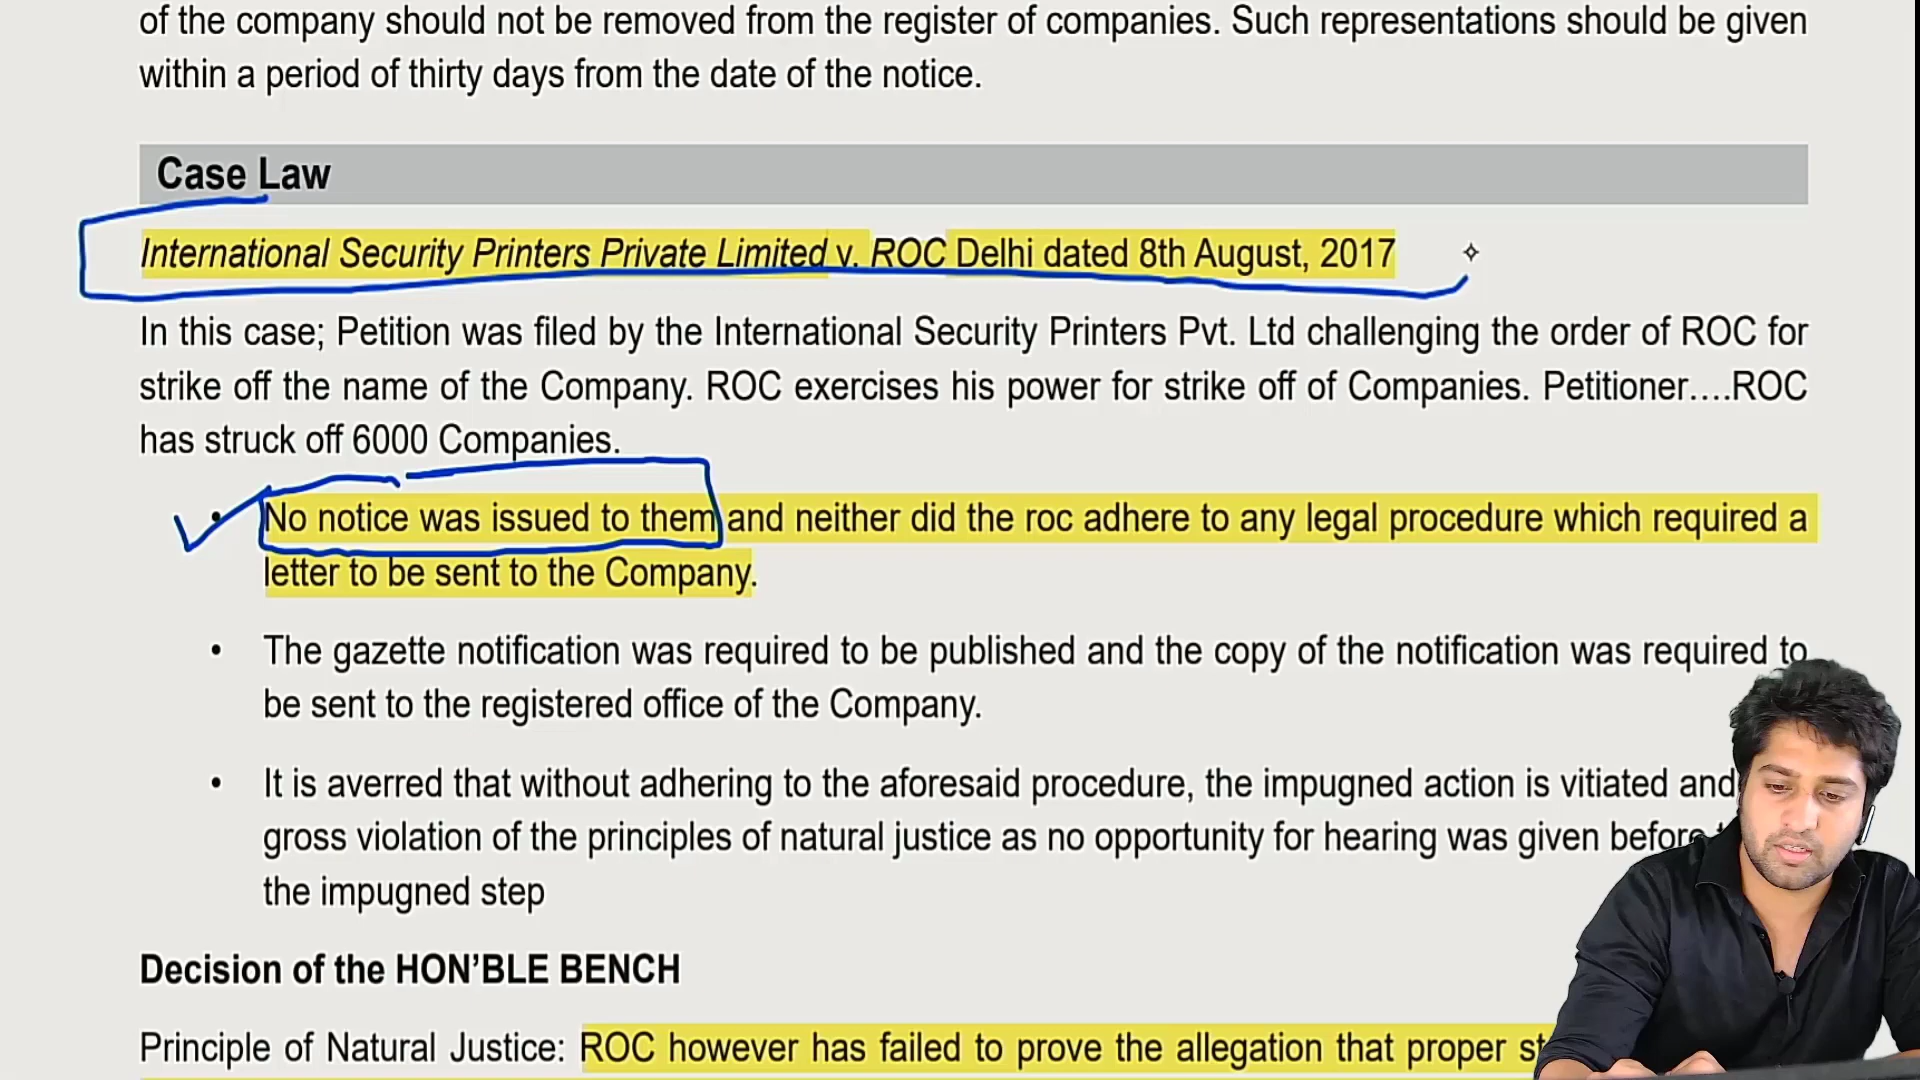 of the company should not be removed from the register of companies. Such representations should be given
within a period of thirty days from the date of the notice.
Case Law
International Security Printers Private Limited v. ROC Delhi dated 8th August, 2017
In this case; Petition was filed by the International Security Printers Pvt. Ltd challenging the order of ROC for
strike off the name of the Company. ROC exercises his power for strike off of Companies. Petitioner....ROC
has struck off 6000 Companies.
• No notice was issued to them and neither did the roc adhere to any legal procedure which required a
letter to be sent to the Company.
• The gazette notification was required to be published and the copy of the notification was required to
be sent to the registered office of the Company.
• It is averred that without adhering to the aforesaid procedure, the impugned action is vitiated and
gross violation of the principles of natural justice as no opportunity for hearing was given before
the impugned step
Decision of the HON'BLE BENCH
Principle of Natural Justice: ROC however has failed to prove the allegation that proper